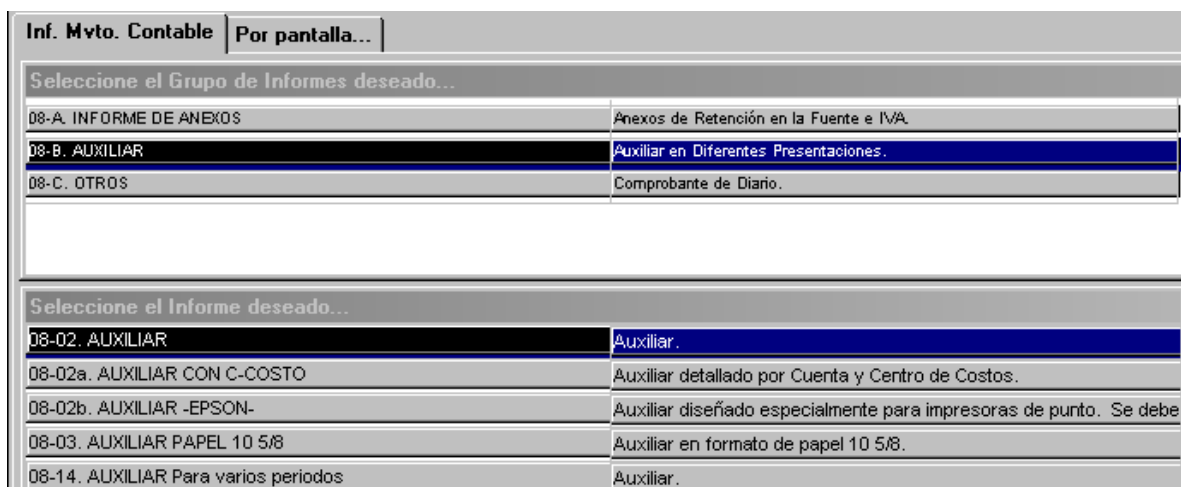 Inf. Mvto. Contable Por pantalla...
Seleccione el Grupo de Informes deseado...
08-A. INFORME DE ANEXOS Anexos de Retención en la Fuente e IVA.
08-B. AUXILIAR Auxiliar en Diferentes Presentaciones.
08-C. OTROS Comprobante de Diario.
Seleccione el Informe deseado...
08-02. AUXILIAR Auxiliar.
08-02a. AUXILIAR CON C-COSTO Auxiliar detallado por Cuenta y Centro de Costos.
08-02b. AUXILIAR -EPSON- Auxiliar diseñado especialmente para impresoras de punto. Se debe
08-03. AUXILIAR PAPEL 10 5/8 Auxiliar en formato de papel 10 5/8.
08-14. AUXILIAR Para varios periodos Auxiliar.